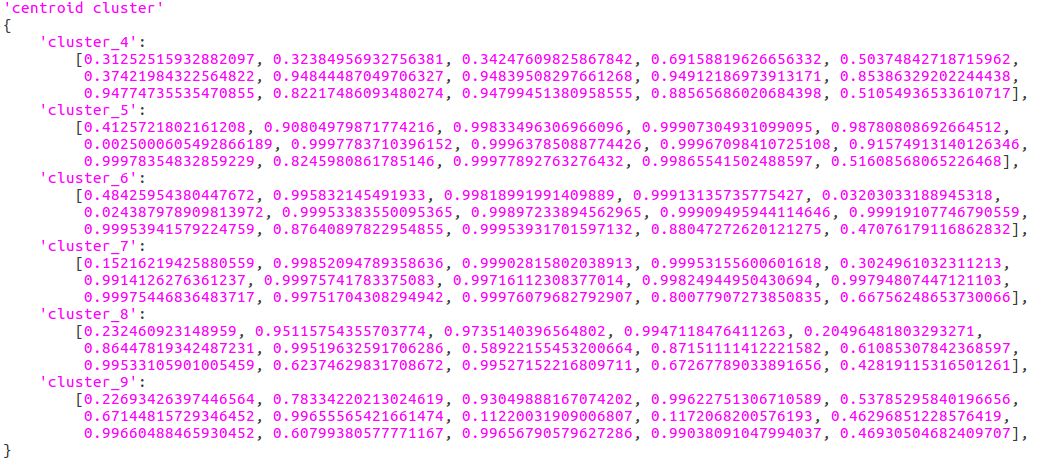 'centroid cluster'
{
'cluster_4':
[0.31252515932882097, 0.32384956932756381, 0.34247609825867842, 0.69158819626656332, 0.50374842718715962,
0.37421984322564822, 0.94844487049706327, 0.94839508297661268, 0.94912186973913171, 0.85386329202244438,
0.94774735535470855, 0.82217486093480274, 0.94799451380958555, 0.88565686020684398, 0.51054936533610717],
'cluster_5':
[0.4125721802161208, 0.90804979871774216, 0.99833496306966096, 0.99907304931099095, 0.98780808692664512,
0.0025000605492866189, 0.9997783710396152, 0.99963785088774426, 0.99967098410725108, 0.91574913140126346,
0.99978354832859229, 0.8245980861785146, 0.99977892763276432, 0.99865541502488597, 0.51608568065226468],
'cluster_6':
[0.48425954380447672, 0.995832145491933, 0.99818991991409889, 0.99913135735775427, 0.03203033188945318,
0.024387978909813972, 0.99953383550095365, 0.99897233894562965, 0.99909495944114646, 0.99919107746790559,
0.99953941579224759, 0.87640897822954855, 0.99953931701597132, 0.88047272620121275, 0.47076179116862832],
'cluster_7':
[0.15216219425880559, 0.99852094789358636, 0.99902815802038913, 0.99953155600601618, 0.3024961032311213,
0.9914126276361237, 0.99975741783375083, 0.99716112308377014, 0.99824944950430694, 0.99794807447121103,
0.99975446836483717, 0.99751704308294942, 0.99976079682792907, 0.80077907273850835, 0.66756248653730066],
'cluster_8':
[0.232460923148959, 0.95115754355703774, 0.9735140396564802, 0.9947118476411263, 0.20496481803293271,
0.86447819342487231, 0.99519632591706286, 0.58922155453200664, 0.87151111412221582, 0.61085307842368597,
0.99533105901005459, 0.62374629831708672, 0.99527152216809711, 0.67267789033891656, 0.42819115316501261],
'cluster_9':
[0.22693426397446564, 0.78334220213024619, 0.93049888167074202, 0.99622751306710589, 0.53785295840196656,
0.67144815729346452, 0.99655565421661474, 0.11220031909006807, 0.1172068200576193, 0.46296851228576419,
0.99660488465930452, 0.60799380577771167, 0.99656790579627286, 0.99038091047994037, 0.46930504682409707],
}